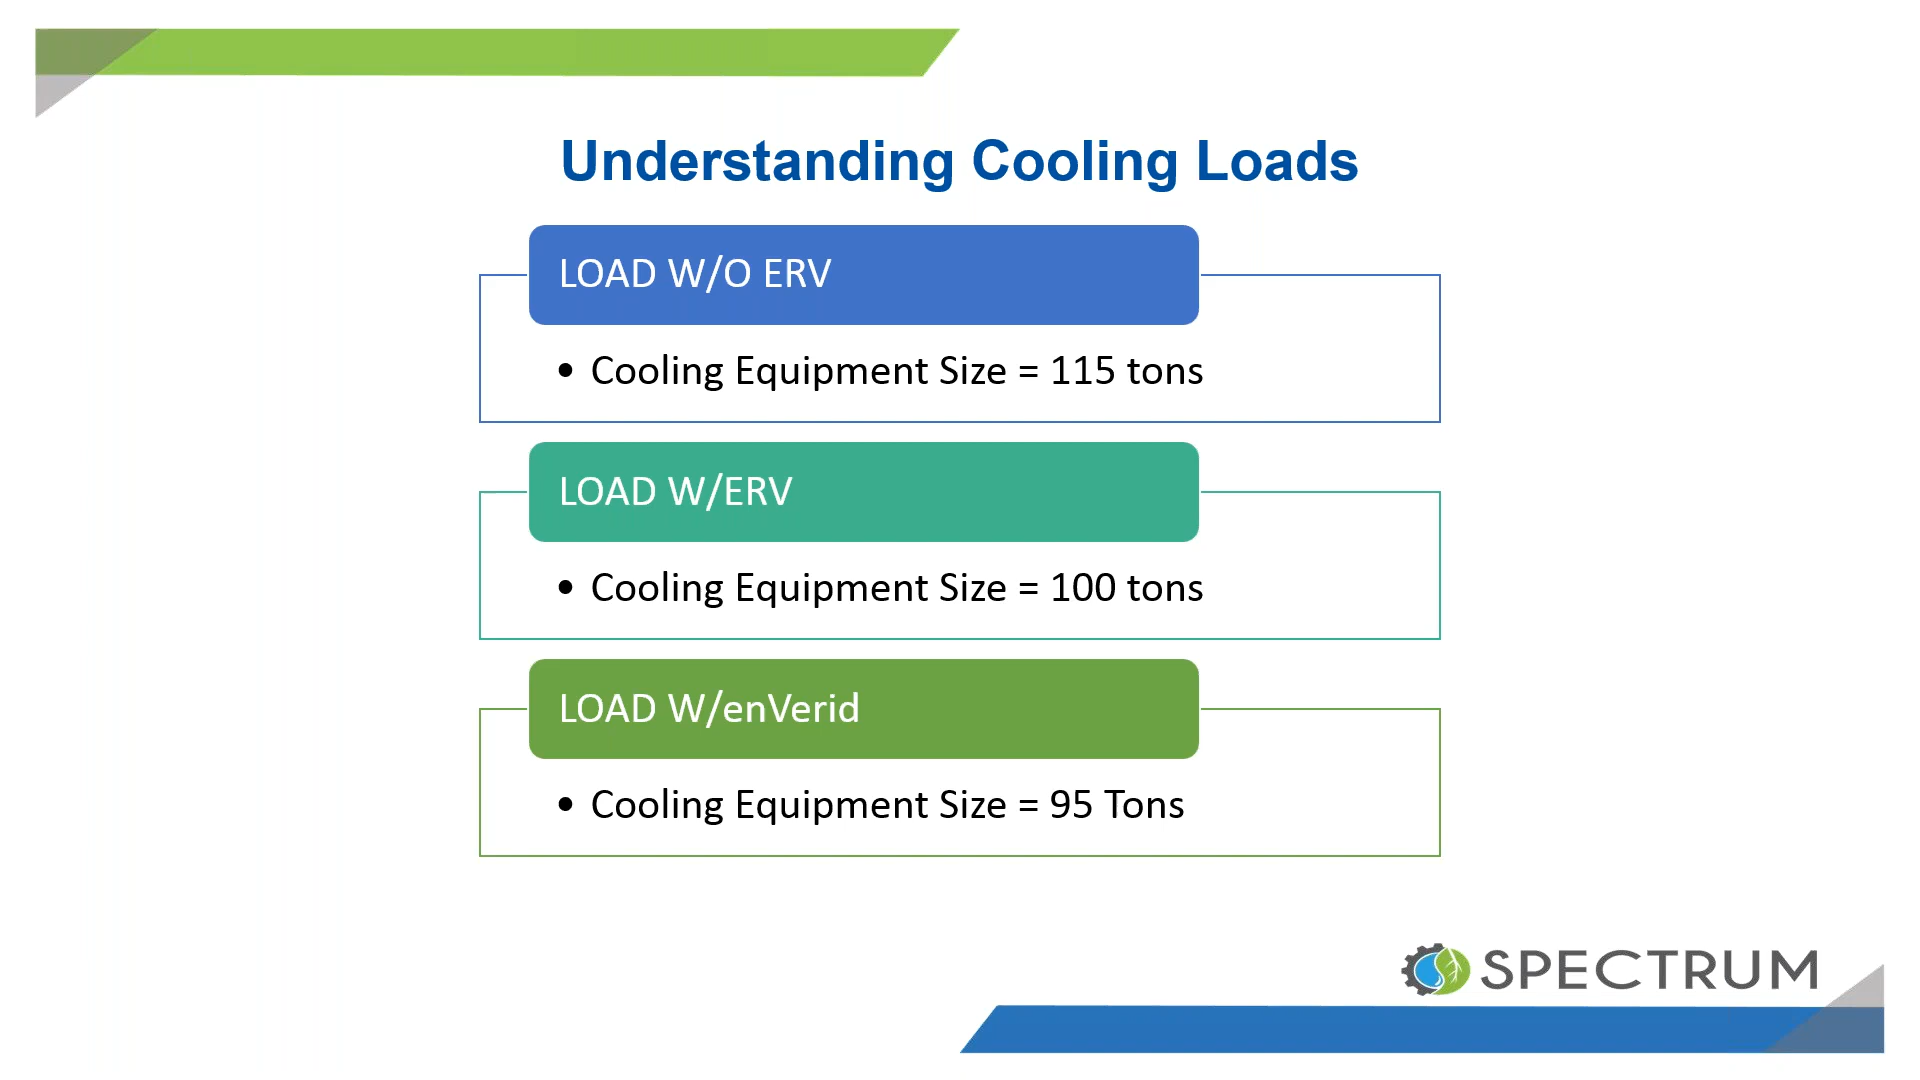 Understanding Cooling Loads
LOAD W/O ERV
• Cooling Equipment Size = 115 tons
LOAD W/ERV
• Cooling Equipment Size = 100 tons
LOAD W/enVerid
• Cooling Equipment Size = 95 Tons
SPECTRUM